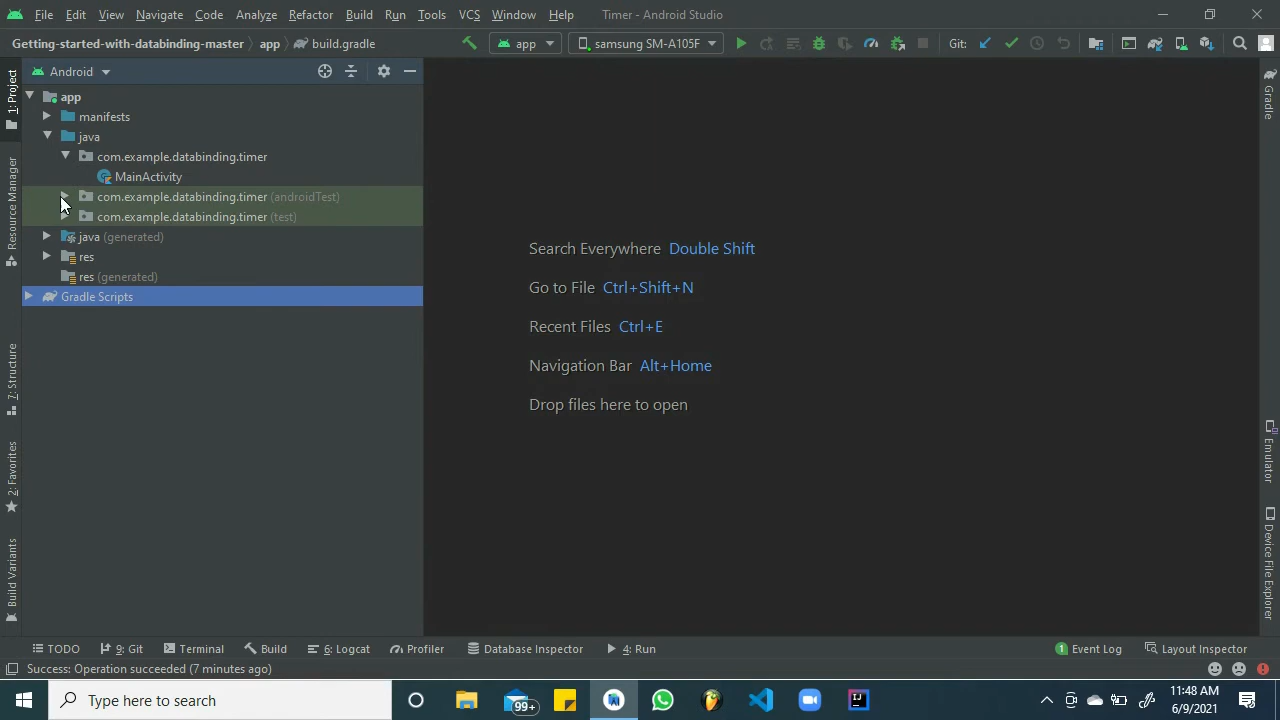 File Edit View Navigate Code Analyze Refactor Build Run Tools VCS Window Help Timer - Android Studio
Getting-started-with-databinding-master app build.gradle app samsung SM-A105F Git:
Android
app
manifests
java
com.example.databinding.timer
MainActivity
com.example.databinding.timer (androidTest)
com.example.databinding.timer (test)
java (generated)
res
res (generated)
Gradle Scripts
1: Project
Resource Manager
7: Structure
2: Favorites
Build Variants
Search Everywhere Double Shift
Go to File Ctrl+Shift+N
Recent Files Ctrl+E
Navigation Bar Alt+Home
Drop files here to open
Gradle
Emulator
Device File Explorer
TODO 9: Git Terminal Build 6: Logcat Profiler Database Inspector 4: Run 1 Event Log Layout Inspector
Success: Operation succeeded (7 minutes ago)
Type here to search 99+ 11:48 AM
6/9/2021